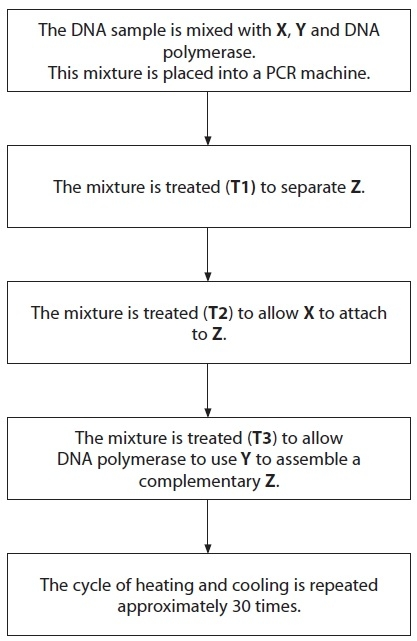 The DNA sample is mixed with X, Y and DNA
polymerase.
This mixture is placed into a PCR machine.
The mixture is treated (T1) to separate Z.
The mixture is treated (T2) to allow X to attach
to Z.
The mixture is treated (T3) to allow
DNA polymerase to use Y to assemble a
complementary Z.
The cycle of heating and cooling is repeated
approximately 30 times.